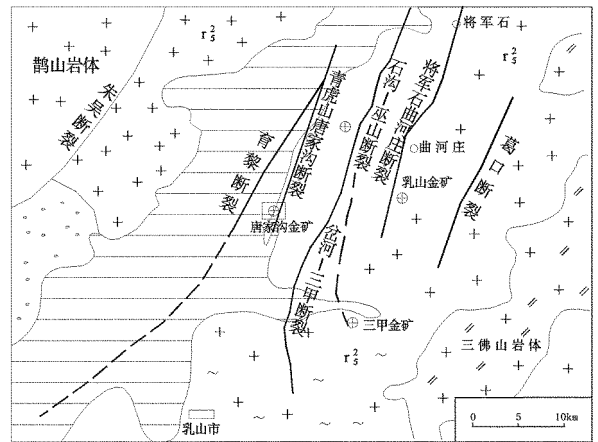 将军石
r₅²
r₅²
鹊山岩体
朱吴断裂
育黎断裂
青虎山唐家沟断裂
石沟—巫山断裂
将军石曲河庄断裂
曲河庄
乳山金矿
葛口断裂
唐家沟金矿
岔河—三甲断裂
三甲金矿
三佛山岩体
r₅²
乳山市
0 5 10km